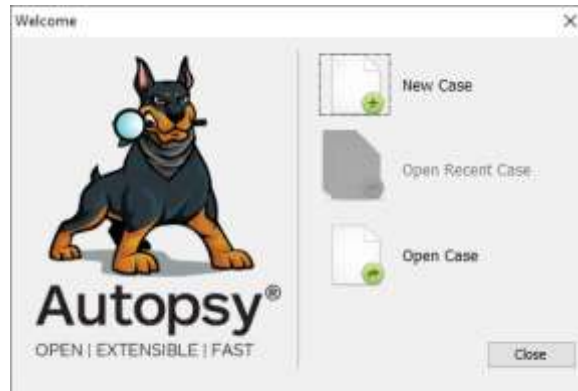 Welcome
New Case
Open Recent Case
Open Case
Autopsy®
OPEN | EXTENSIBLE | FAST
Close